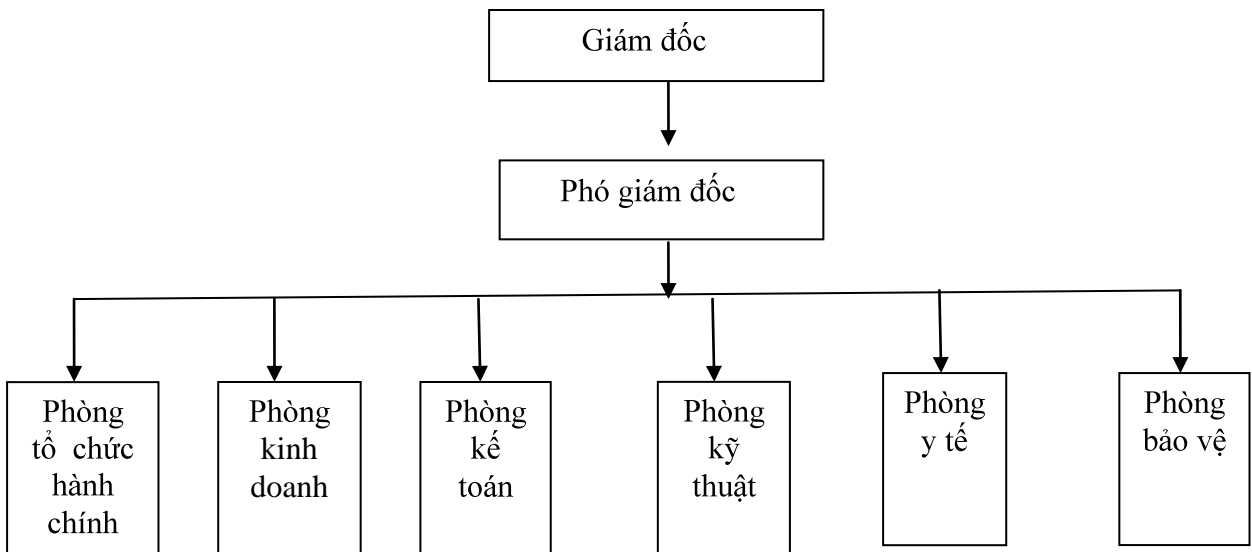 Giám đốc
Phó giám đốc
Phòng
tổ chức
hành
chính
Phòng
kinh
doanh
Phòng
kế
toán
Phòng
kỹ
thuật
Phòng
y tế
Phòng
bảo vệ